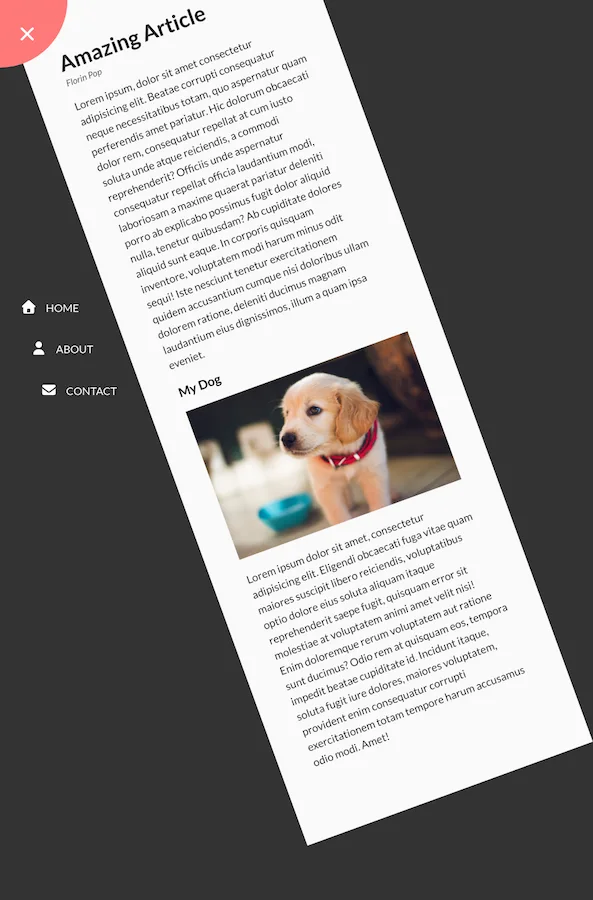 Amazing Article
Florin Pop
Lorem ipsum, dolor sit amet consectetur
adipisicing elit. Beatae corrupti consequatur
neque necessitatibus totam, quo aspernatur quam
perferendis amet pariatur. Hic dolorum obcaecati
dolor rem, consequatur repellat at cum iusto
soluta unde atque reiciendis, a commodi
reprehenderit? Officiis unde aspernatur
consequatur repellat officia laudantium modi,
laboriosam a maxime quaerat pariatur deleniti
porro ab explicabo possimus fugit dolor aliquid
nulla, tenetur quibusdam? Ab cupiditate dolores
aliquid sunt eaque. In corporis quisquam
inventore, voluptatem modi harum minus odit
sequi! Iste nesciunt tenetur exercitationem
quidem accusantium cumque nisi doloribus ullam
dolorem ratione, deleniti ducimus magnam
laudantium eius dignissimos, illum a quam ipsa
eveniet.
HOME
ABOUT
CONTACT
My Dog
Lorem ipsum dolor sit amet, consectetur
adipisicing elit. Eligendi obcaecati fuga vitae quam
maiores suscipit libero reiciendis, voluptatibus
optio dolore eius soluta aliquam itaque
reprehenderit saepe fugit, quisquam error sit
molestiae at voluptatem animi amet velit nisi!
Enim doloremque rerum voluptatem aut ratione
sunt ducimus? Odio rem at quisquam eos, tempora
impedit beatae cupiditate id. Incidunt itaque,
soluta fugit iure dolores, maiores voluptatem,
provident enim consequatur corrupti
exercitationem totam tempore harum accusamus
odio modi. Amet!